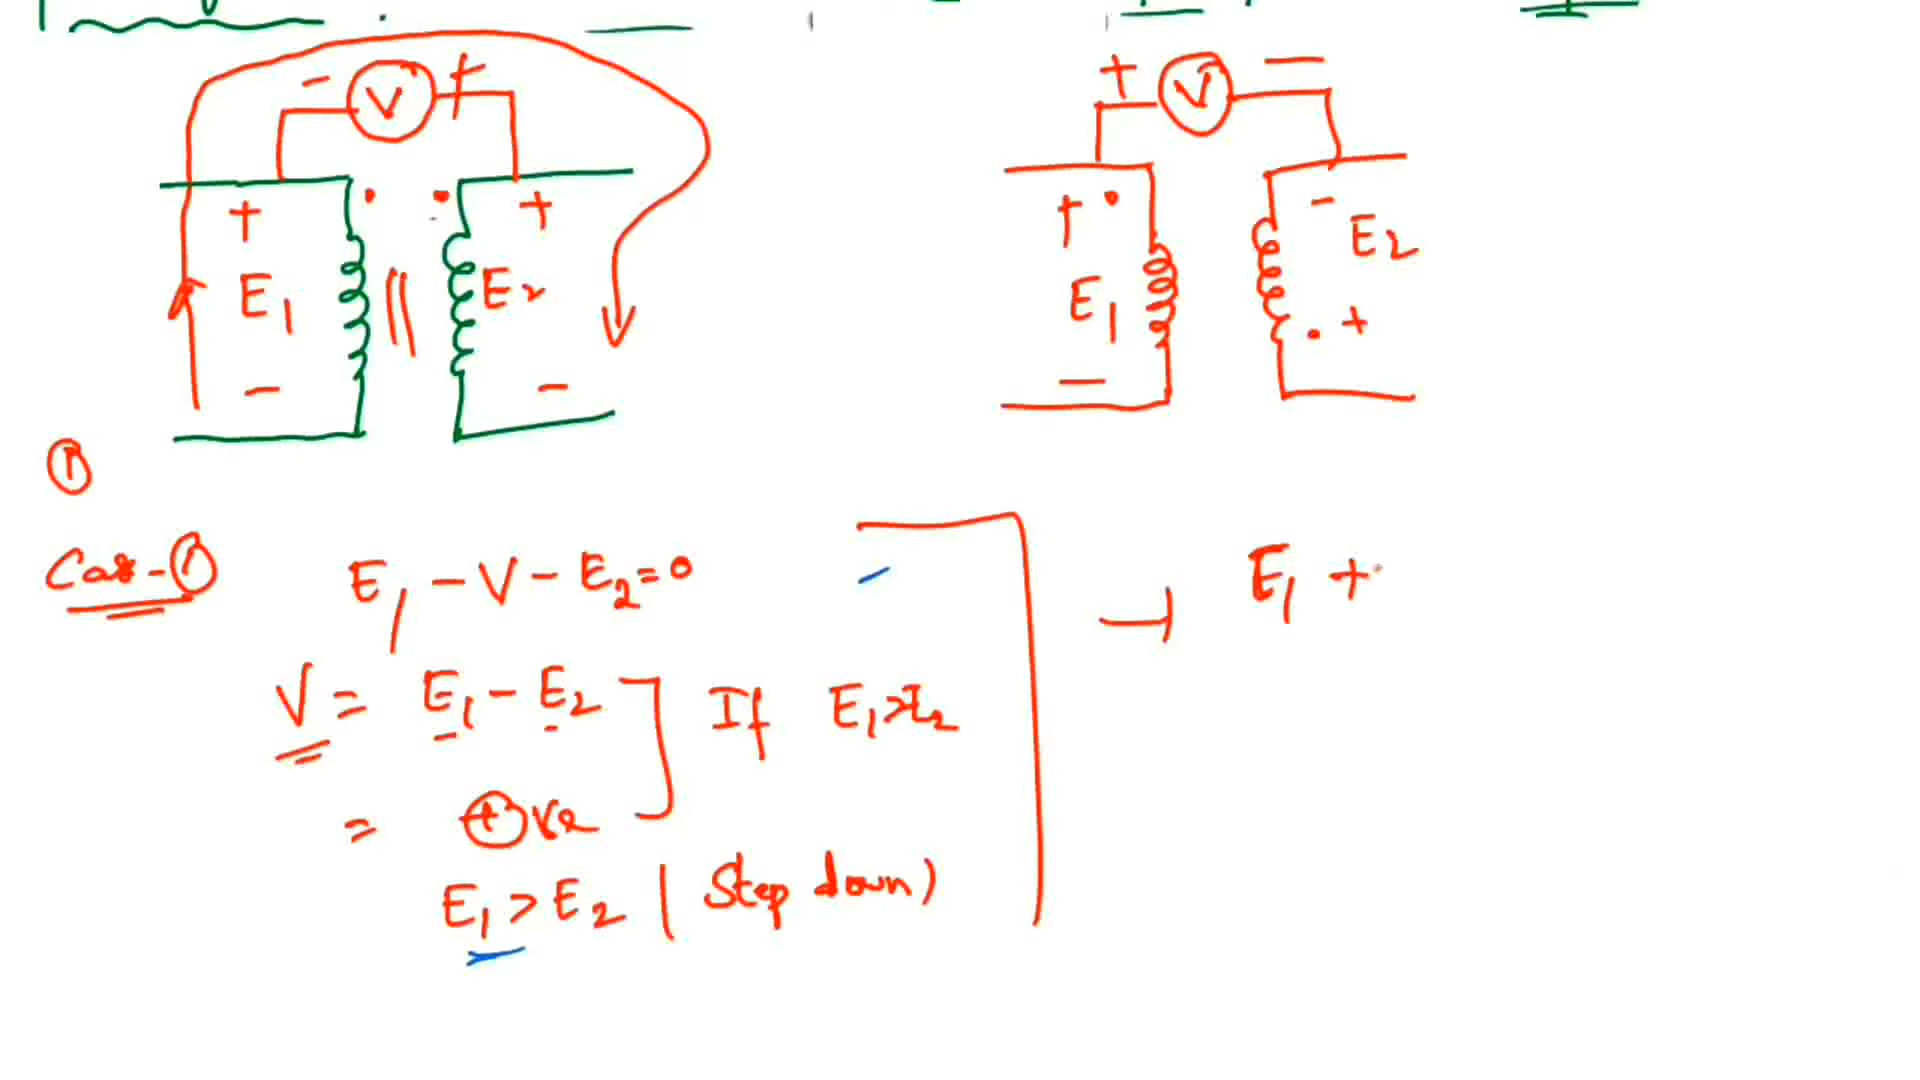 - V +
+ V -
+ +
+ -
E1 E2
E1 E2
- -
- +
①
Case-①
E1 - V - E2 = 0
E1 +
V = E1 - E2 ] If E1>E2
= ⊕ve
E1 > E2 ( Step down)